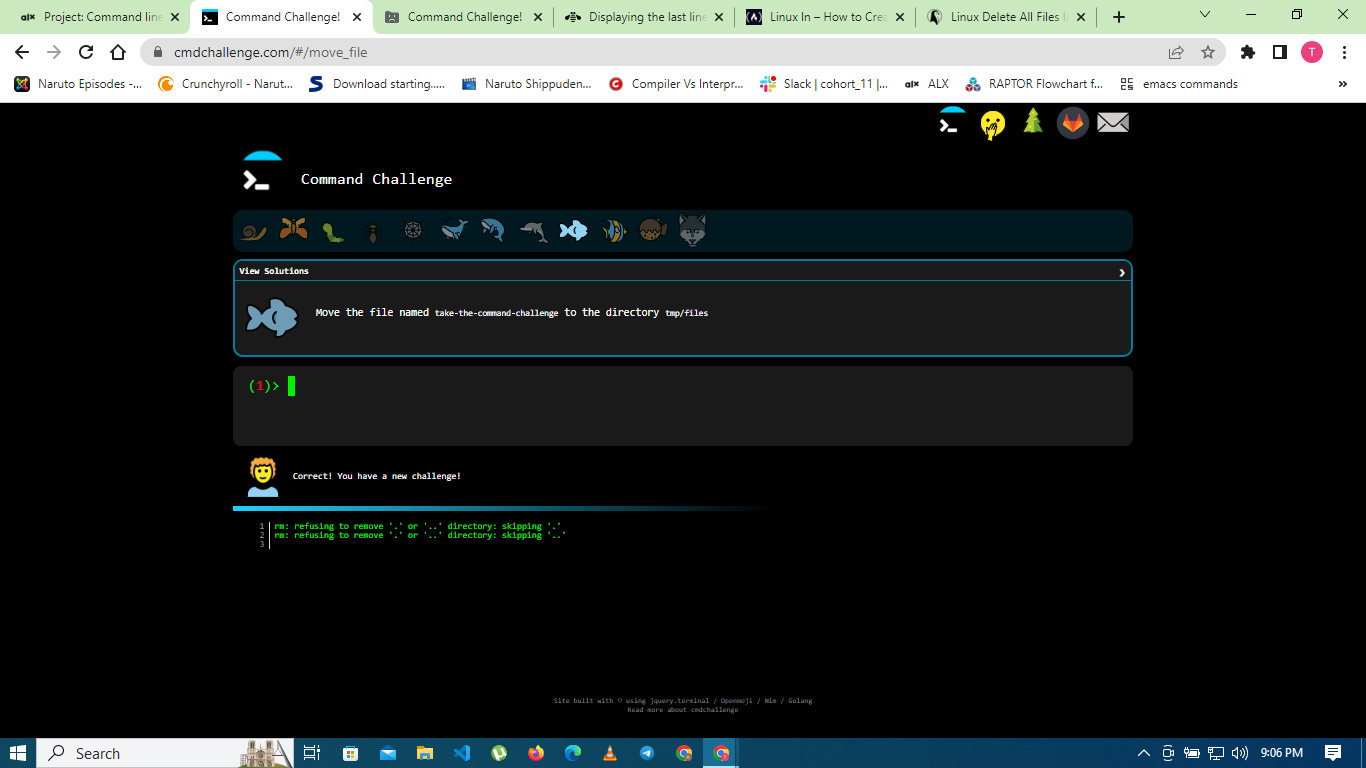 alx Project: Command line
Command Challenge!
Command Challenge!
Displaying the last line
Linux In – How to Crea
Linux Delete All Files I
cmdchallenge.com/#/move_file
T
Naruto Episodes -...
Crunchyroll - Narut...
Download starting.....
Naruto Shippuden...
Compiler Vs Interpr...
Slack | cohort_11 |...
alx ALX
RAPTOR Flowchart f...
emacs commands
»
>_ Command Challenge
View Solutions
Move the file named take-the-command-challenge to the directory tmp/files
(1)>
Correct! You have a new challenge!
1 rm: refusing to remove '.' or '..' directory: skipping '.'
2 rm: refusing to remove '.' or '..' directory: skipping '..'
3
Site built with ♡ using jquery.terminal / Openmoji / Nim / Golang
Read more about cmdchallenge
Search
9:06 PM